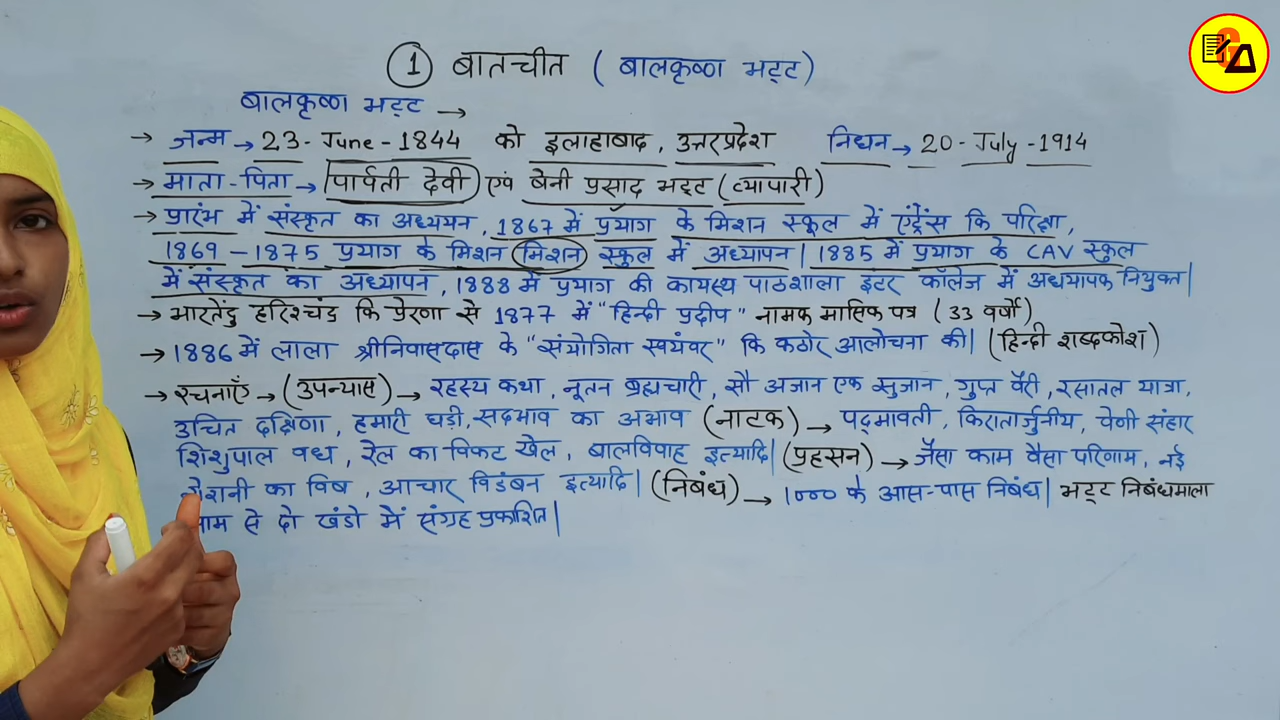 ① बातचीत ( बालकृष्ण भट्ट )
बालकृष्ण भट्ट →
→ जन्म → 23 - June - 1844 को इलाहाबाद , उत्तरप्रदेश निधन → 20 - July - 1914
→ माता - पिता → पार्वती देवी एवं बेनी प्रसाद भट्ट ( व्यापारी )
→ प्रारंभ में संस्कृत का अध्ययन , 1867 में प्रयाग के मिशन स्कूल में एंट्रेंस कि परिक्षा ,
1869 - 1875 प्रयाग के मिशन मिशन स्कुल में अध्यापन | 1885 में प्रयाग के CAV स्कुल
में संस्कृत का अध्यापन , 1888 में प्रयाग की कायस्थ पाठशाला इंटर कॉलेज में अध्यापक नियुक्त |
→ भारतेंदु हरिश्चंद्र कि प्रेरणा से 1877 में " हिन्दी प्रदीप " नामक मासिक पत्र ( 33 वर्षो )
→ 1886 में लाला श्रीनिवासदास के " संयोगिता स्वयंवर " कि कठोर आलोचना की | ( हिन्दी शब्दकोश )
→ रचनाएँ → ( उपन्यास ) → रहस्य कथा , नूतन ब्रह्मचारी , सौ अजान एक सुजान , गुप्त वैरी , रसातल यात्रा ,
उचित दक्षिणा , हमारी घडी , सदभाव का अभाव ( नाटक ) → पद्मावती , किरातार्जुनीय , वेणी संहार
शिशुपाल वध , रेल का विकट खेल , बालविवाह इत्यादि | ( प्रहसन ) → जैसा काम वैसा परिणाम , नई
रोशनी का विष , आचार विडंबन इत्यादि | ( निबंध ) → 1000 के आस - पास निबंध | भट्ट निबंधमाला
नाम से दो खंडो में संग्रह प्रकाशित |